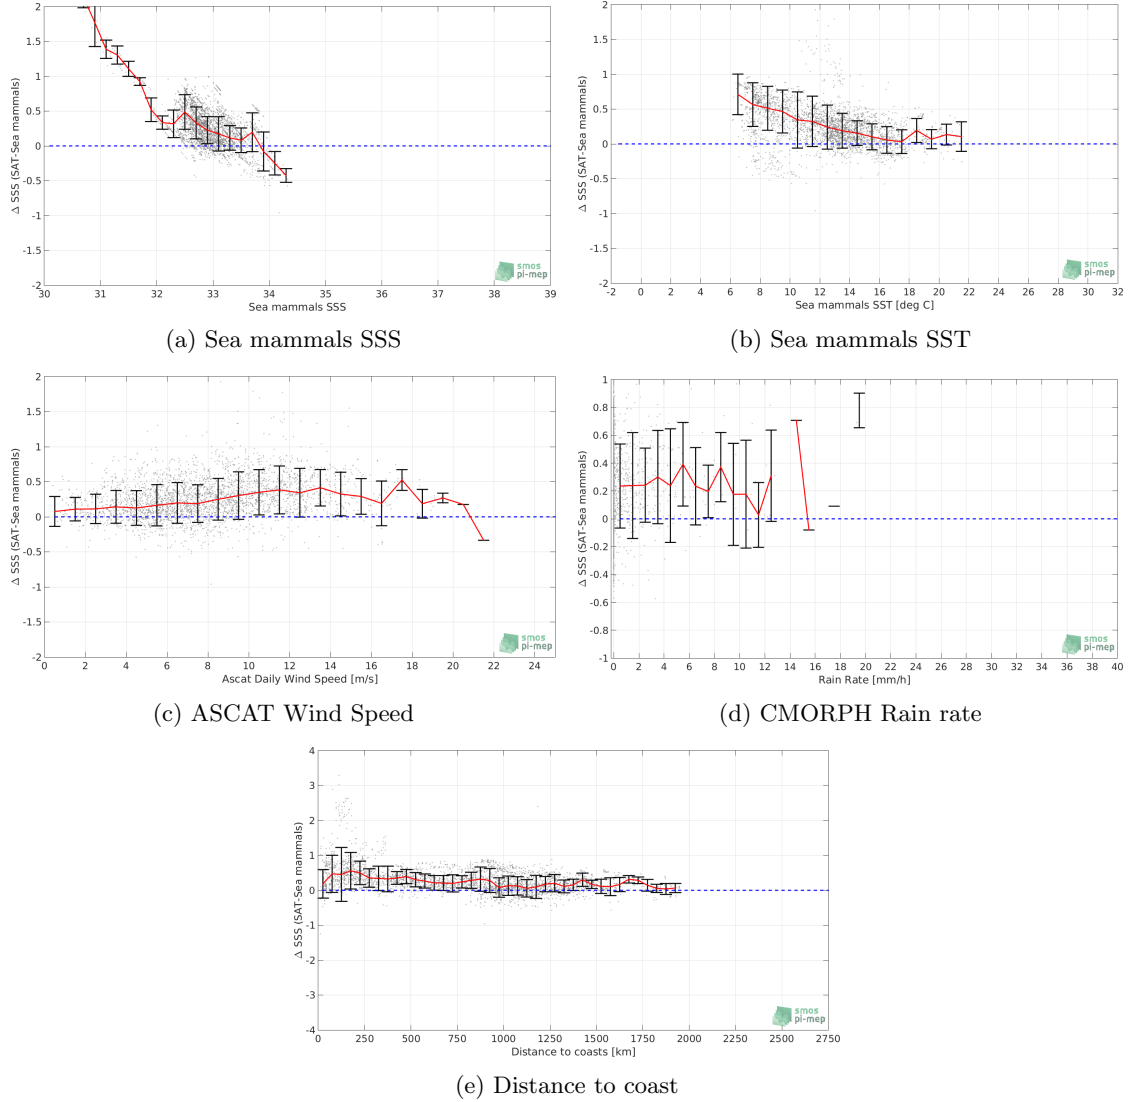 2
1.5
1
0.5
0
-0.5
-1
-1.5
-2
Δ SSS (SAT-Sea mammals)
30 31 32 33 34 35 36 37 38 39
Sea mammals SSS
smos
pi-mep
(a) Sea mammals SSS
2
1.5
1
0.5
0
-0.5
-1
-1.5
-2
Δ SSS (SAT-Sea mammals)
-2 0 2 4 6 8 10 12 14 16 18 20 22 24 26 28 30 32
Sea mammals SST [deg C]
smos
pi-mep
(b) Sea mammals SST
2
1.5
1
0.5
0
-0.5
-1
-1.5
-2
Δ SSS (SAT-Sea mammals)
0 2 4 6 8 10 12 14 16 18 20 22 24
Ascat Daily Wind Speed [m/s]
smos
pi-mep
(c) ASCAT Wind Speed
1
0.8
0.6
0.4
0.2
0
-0.2
-0.4
-0.6
-0.8
-1
Δ SSS (SAT-Sea mammals)
0 2 4 6 8 10 12 14 16 18 20 22 24 26 28 30 32 34 36 38 40
Rain Rate [mm/h]
smos
pi-mep
(d) CMORPH Rain rate
4
3
2
1
0
-1
-2
-3
-4
Δ SSS (SAT-Sea mammals)
0 250 500 750 1000 1250 1500 1750 2000 2250 2500 2750
Distance to coasts [km]
smos
pi-mep
(e) Distance to coast